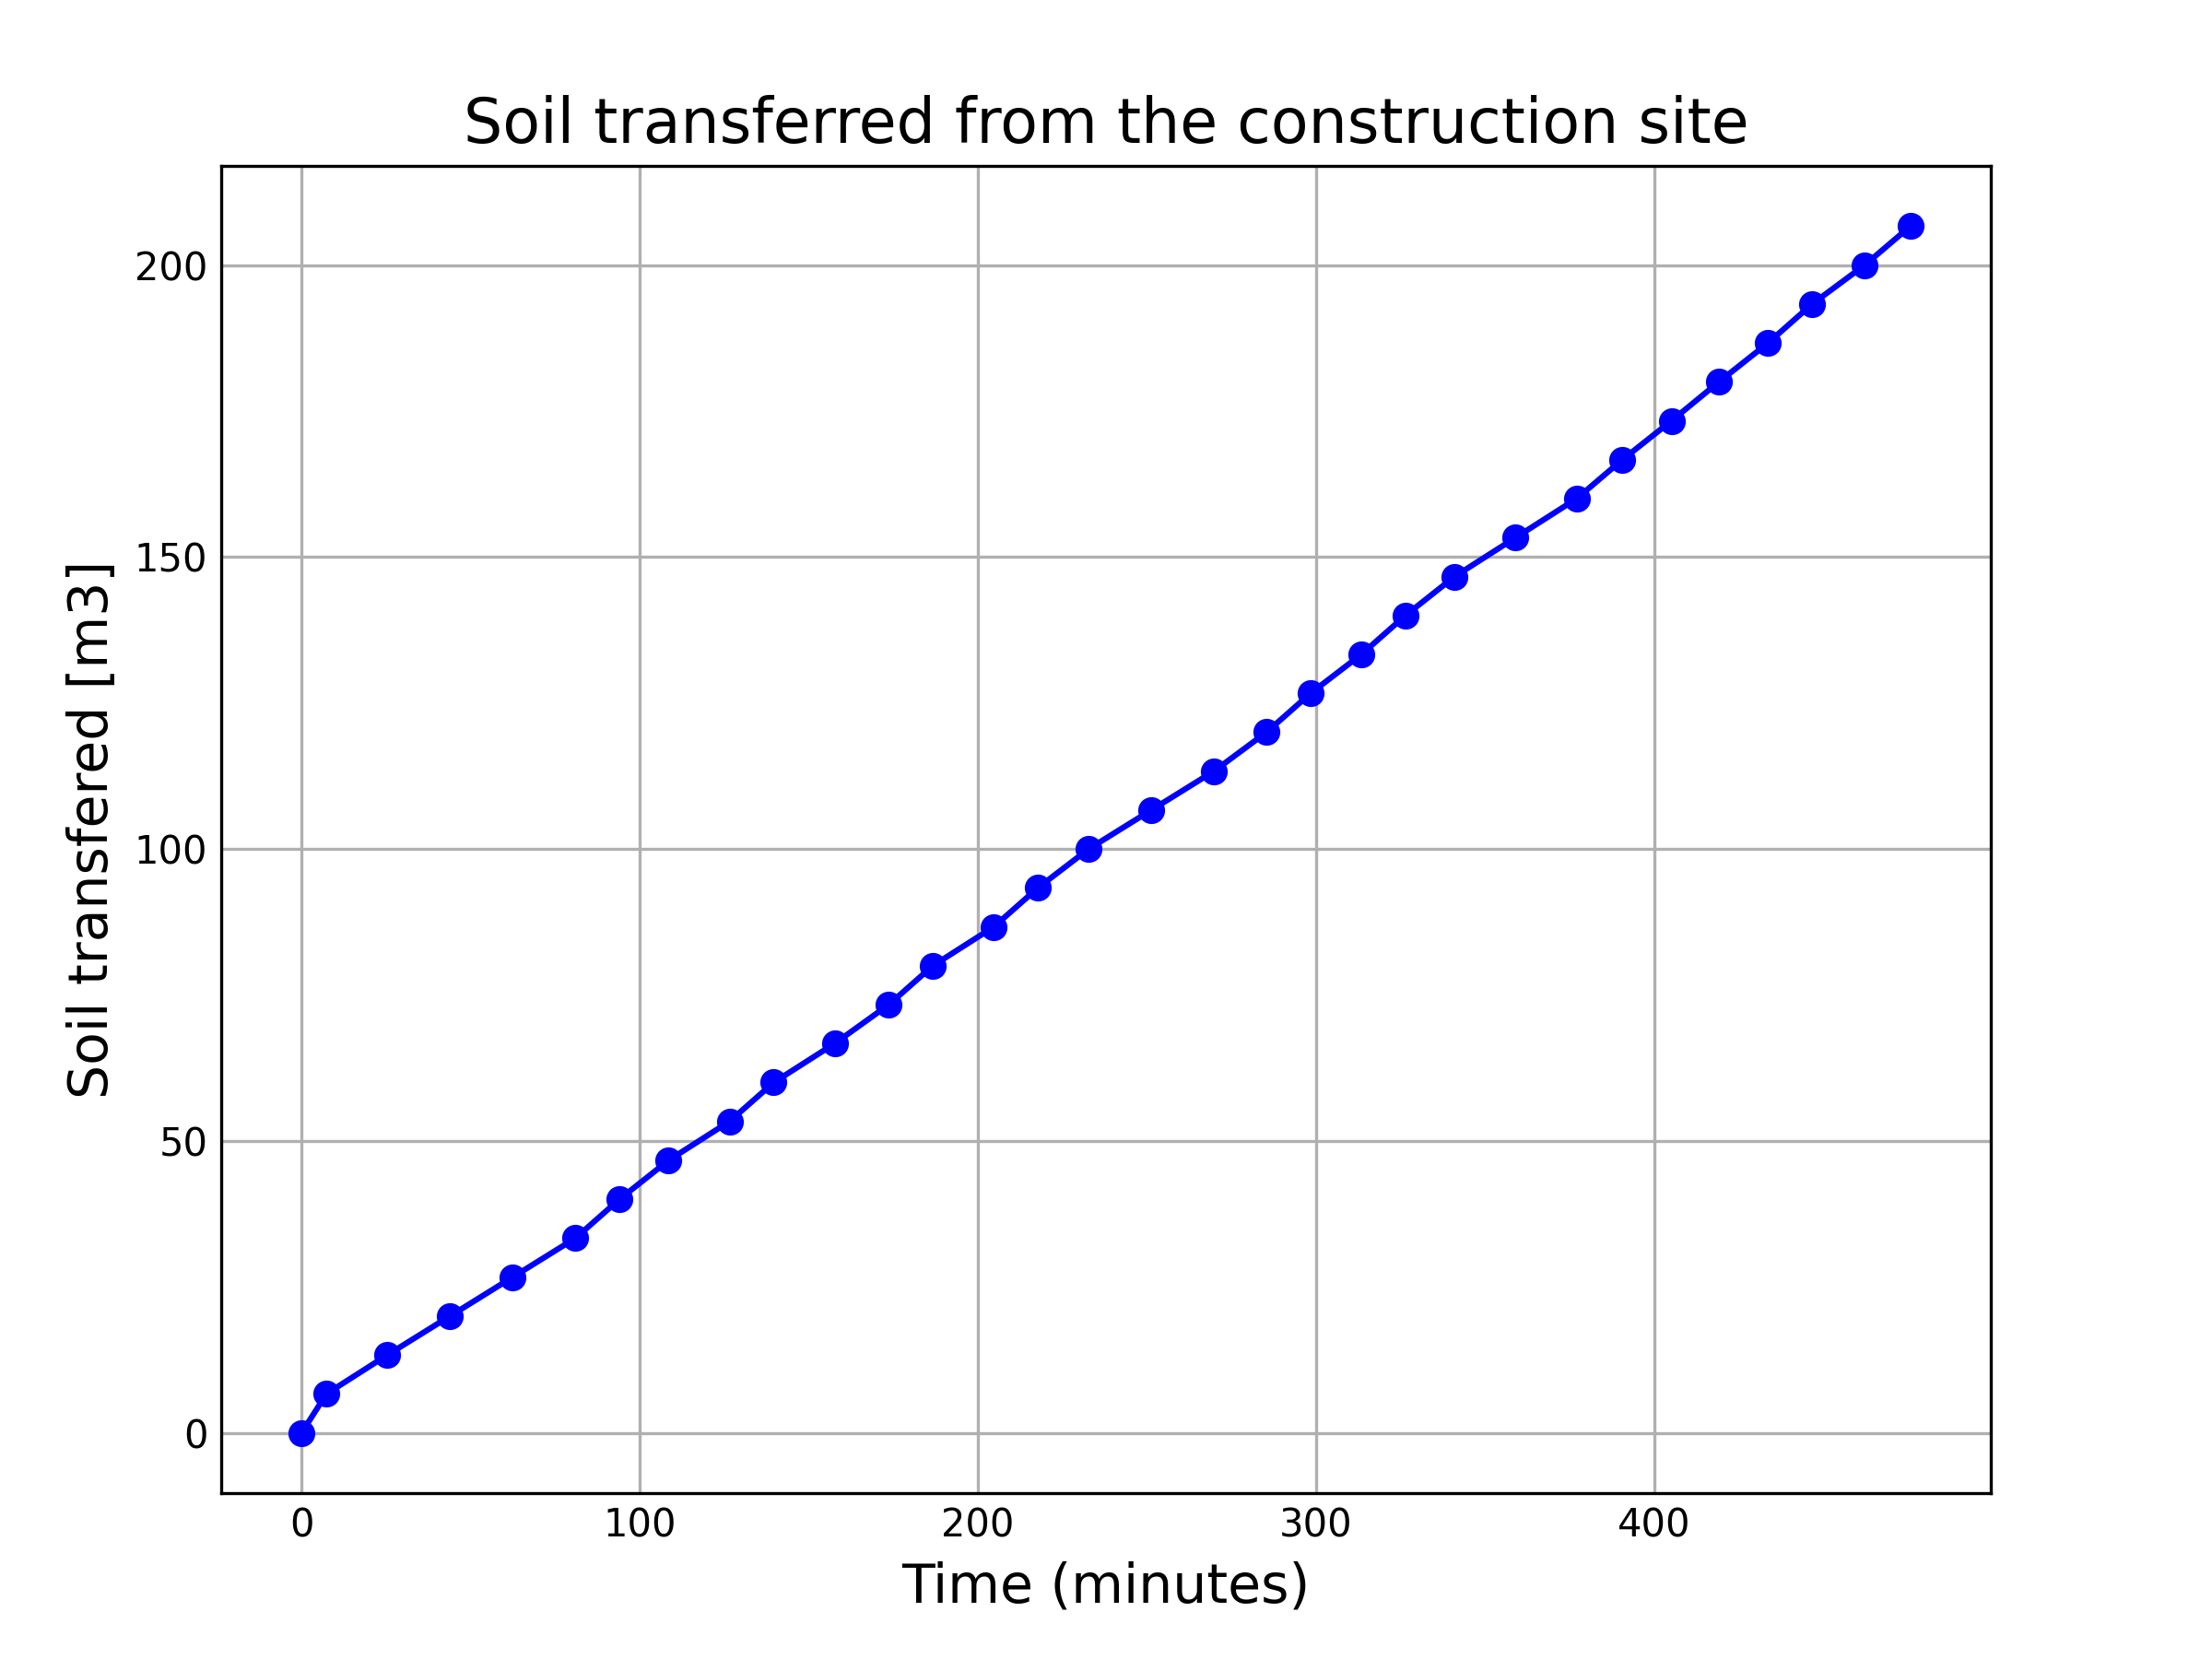 Soil transferred from the construction site
200
150
100
50
0
Soil transfered [m3]
0 100 200 300 400
Time (minutes)